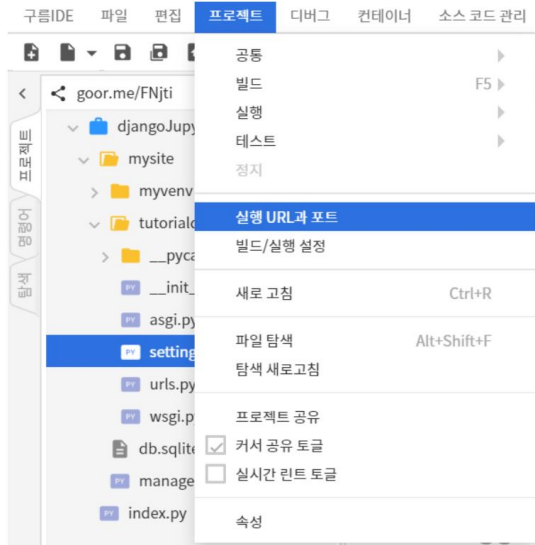 구름IDE 파일 편집 프로젝트 디버그 컨테이너 소스 코드 관리
goor.me/FNjti
프로젝트
명령어
탐색
djangoJupy
mysite
myvenv
tutorial
__pyca
__init_
asgi.py
setting
urls.py
wsgi.p
db.sqlite
manage
index.py
공통
빌드 F5
실행
테스트
정지
실행 URL과 포트
빌드/실행 설정
새로 고침 Ctrl+R
파일 탐색 Alt+Shift+F
탐색 새로고침
프로젝트 공유
커서 공유 토글
실시간 린트 토글
속성